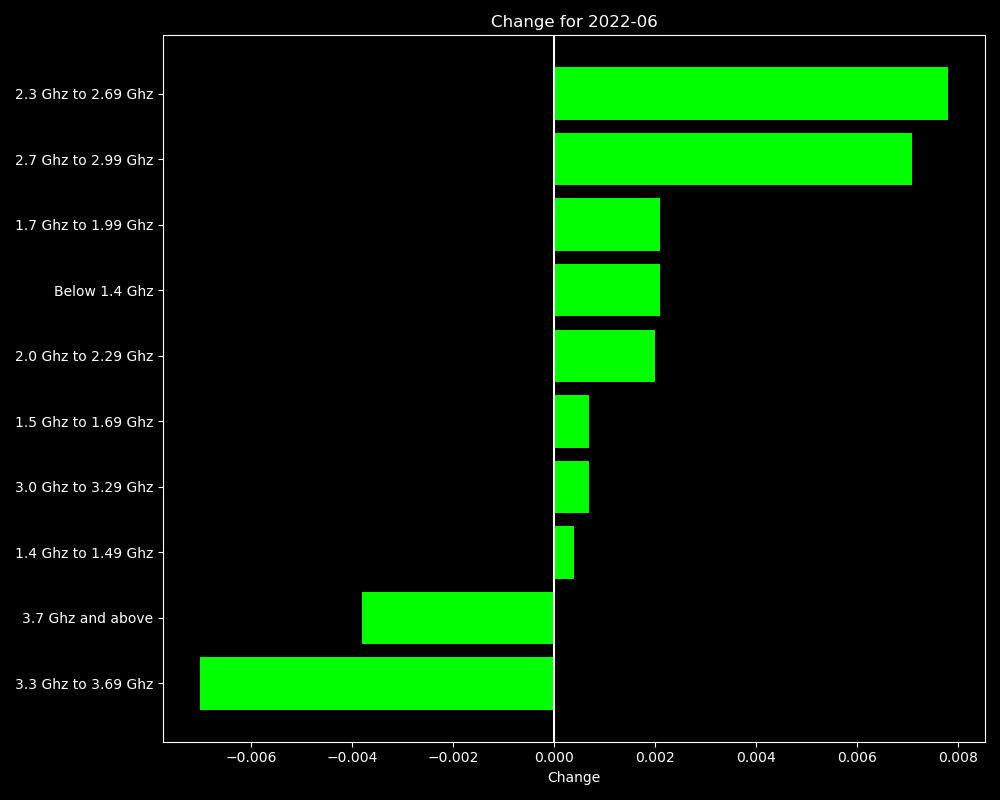 Change for 2022-06
2.3 Ghz to 2.69 Ghz
2.7 Ghz to 2.99 Ghz
1.7 Ghz to 1.99 Ghz
Below 1.4 Ghz
2.0 Ghz to 2.29 Ghz
1.5 Ghz to 1.69 Ghz
3.0 Ghz to 3.29 Ghz
1.4 Ghz to 1.49 Ghz
3.7 Ghz and above
3.3 Ghz to 3.69 Ghz
−0.006 −0.004 −0.002 0.000 0.002 0.004 0.006 0.008
Change